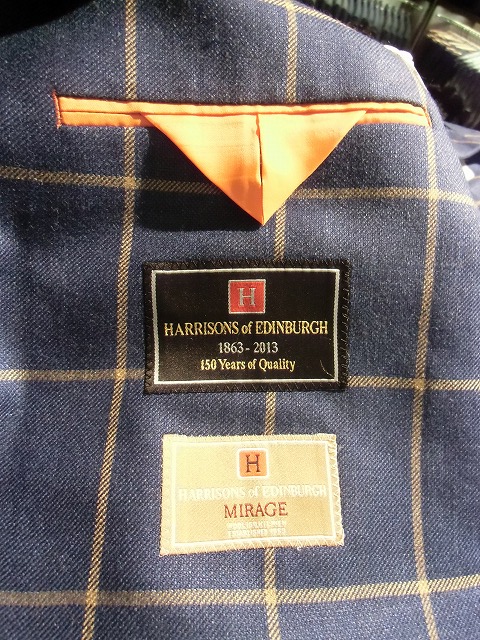 H
HARRISONS of EDINBURGH
1863 - 2013
150 Years of Quality
H
HARRISONS of EDINBURGH
MIRAGE